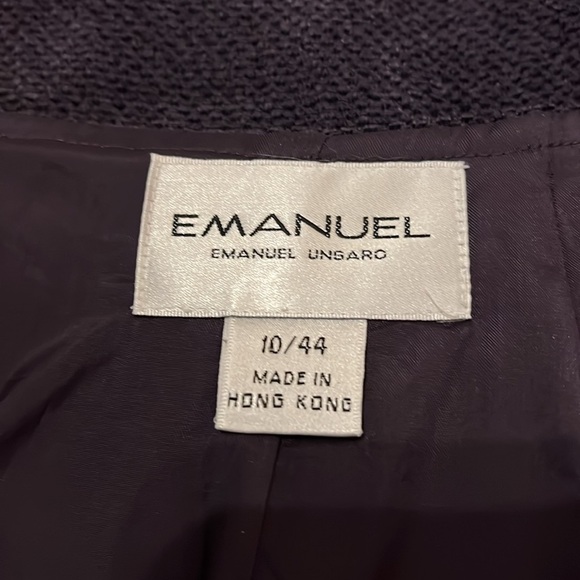 EMANUEL
EMANUEL UNGARO
10/44
MADE IN
HONG KONG